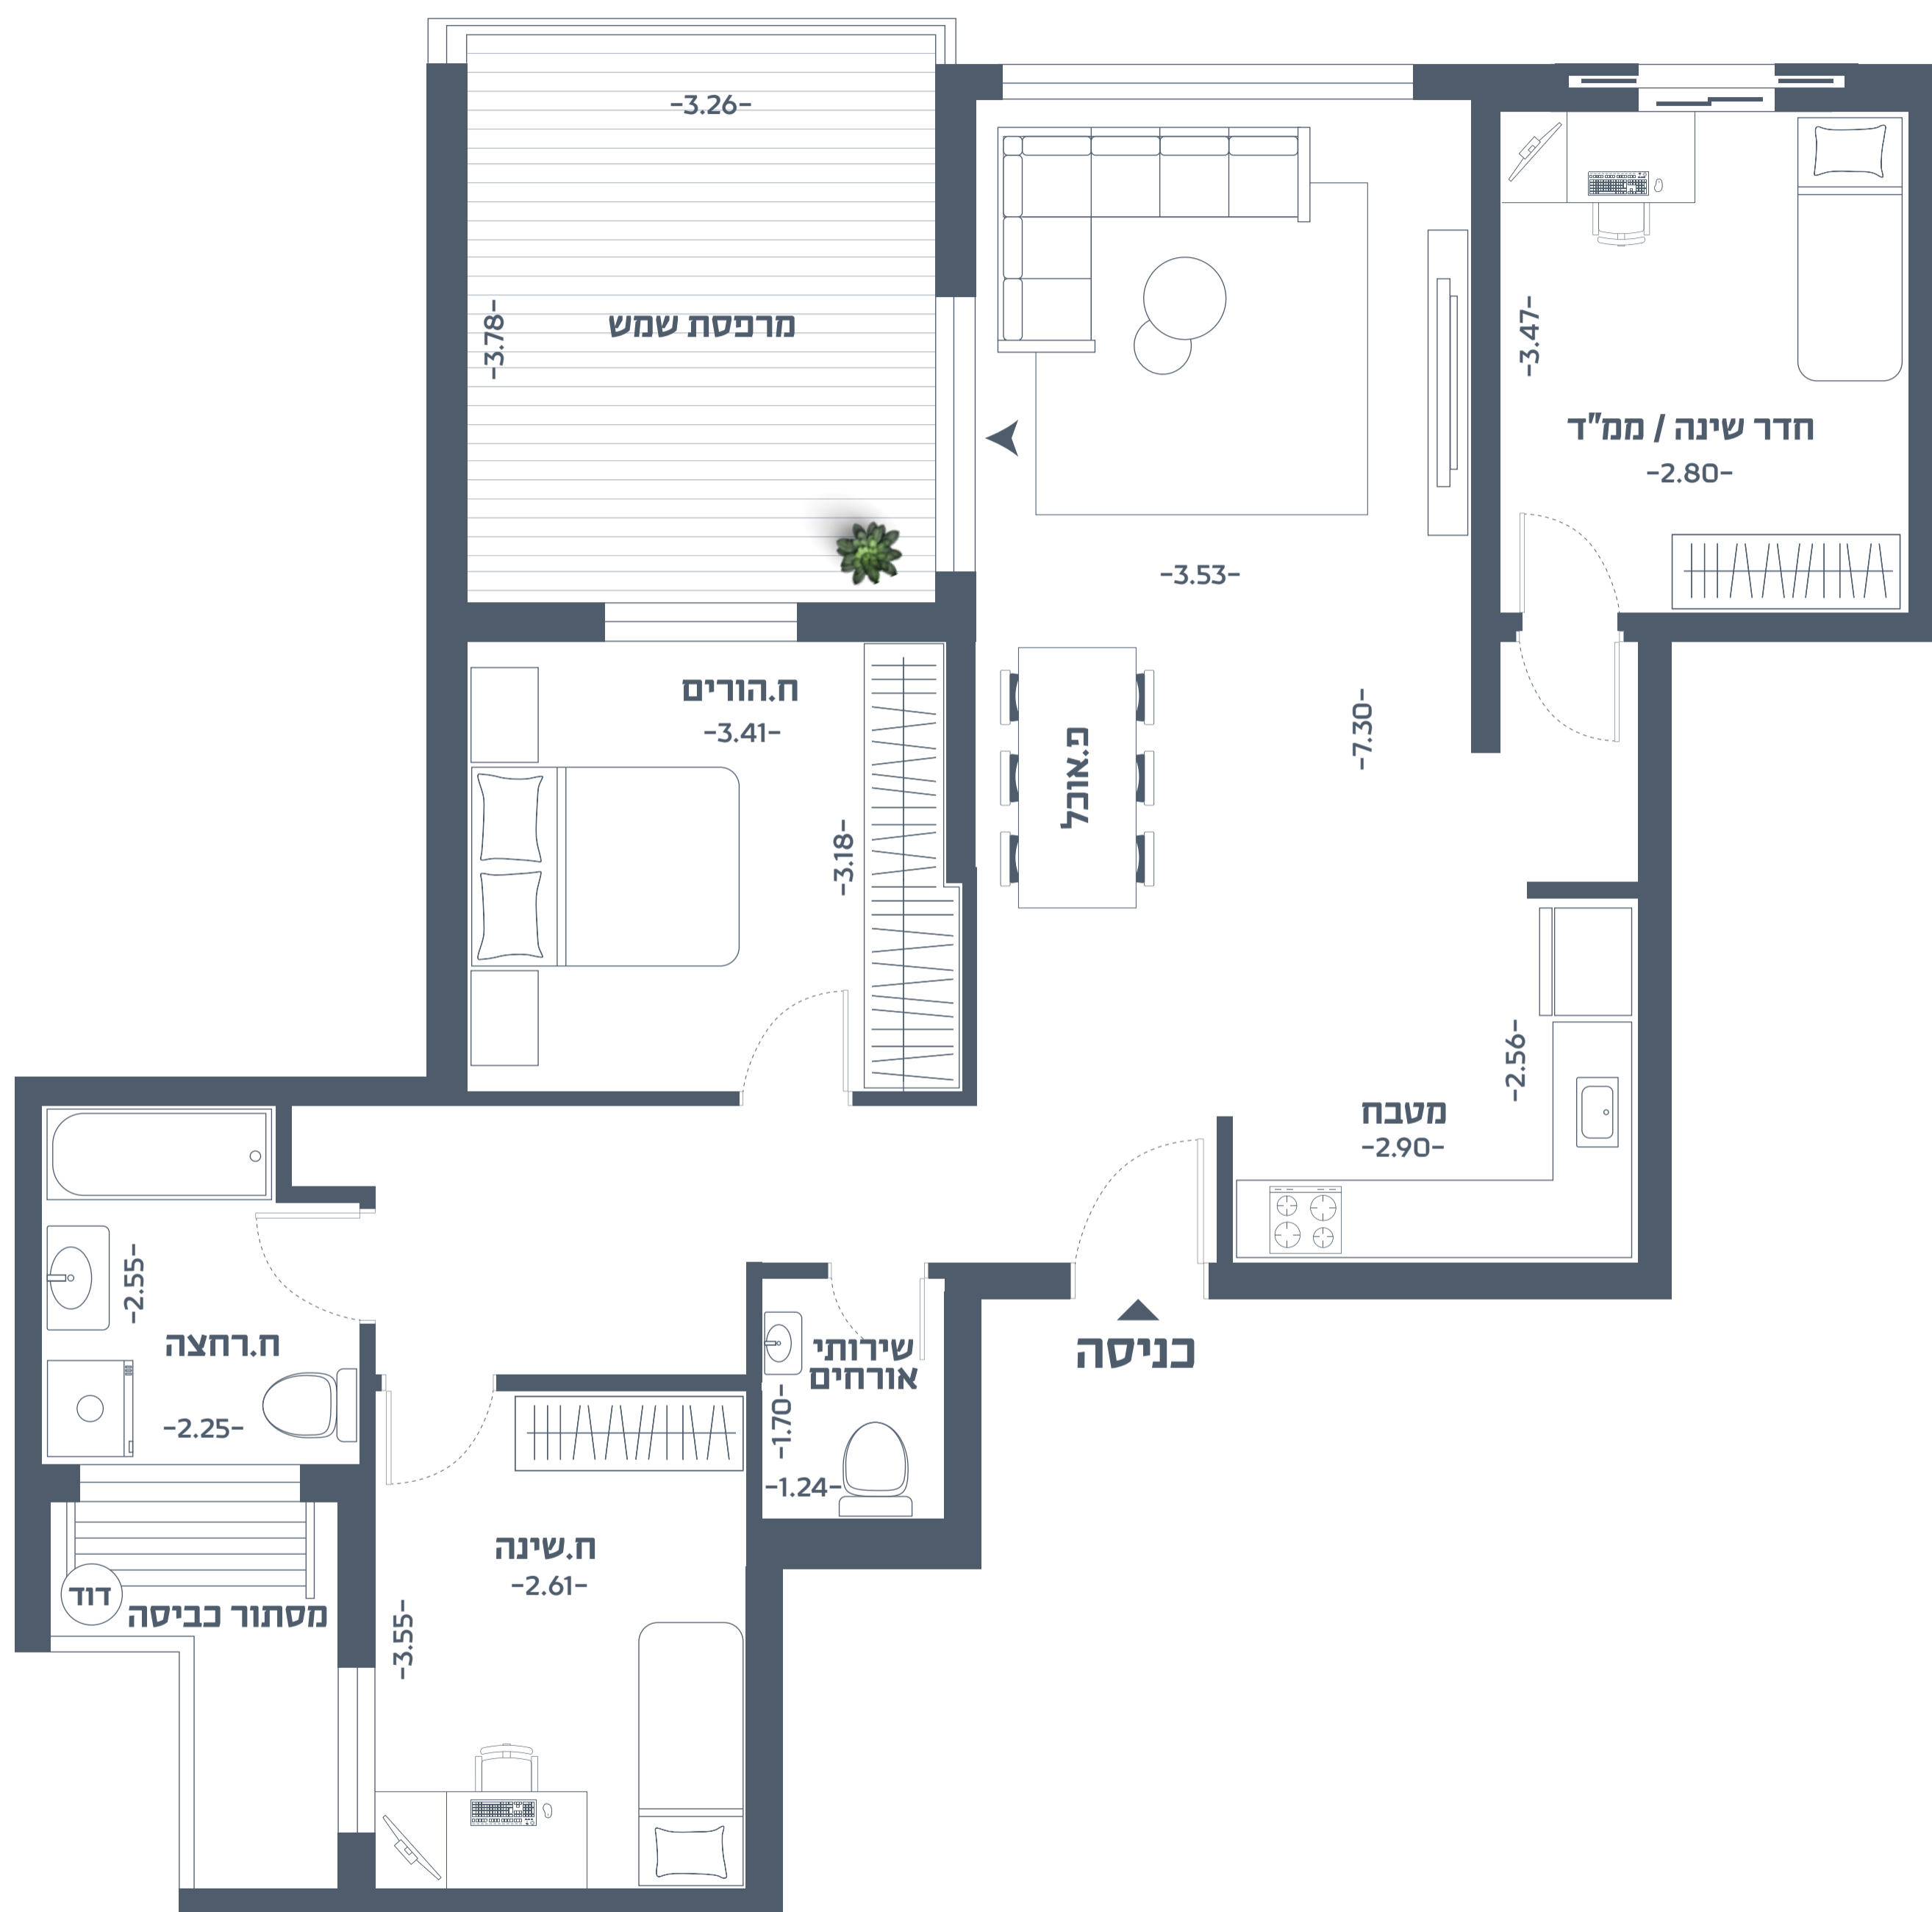 -3.26-
-3.78-
מרפסת שמש
-3.47-
חדר שינה / ממ"ד
-2.80-
-3.53-
ח.הורים
-3.41-
-3.18-
פ.אוכל
-7.30-
-2.56-
מטבח
-2.90-
-2.55-
ח.רחצה
-2.25-
שירותי
אורחים
-1.70-
-1.24-
כניסה
ח.שינה
-2.61-
-3.55-
דוד
מסתור כביסה